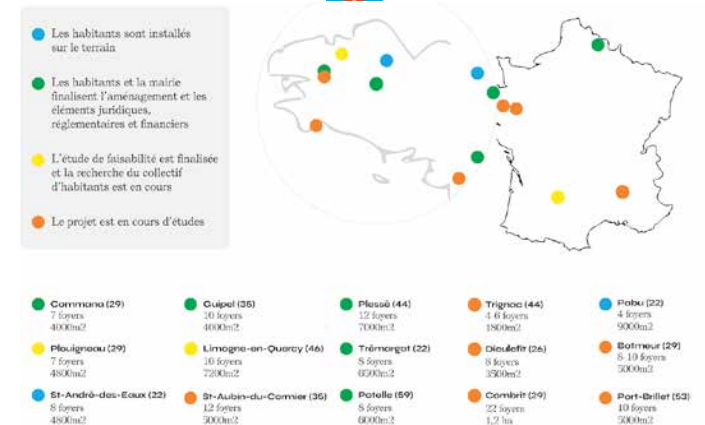 Les habitants sont installés
sur le terrain
Les habitants et la mairie
finalisent l'aménagement et les
éléments juridiques,
réglementaires et financiers
L'étude de faisabilité est finalisée
et la recherche du collectif
d'habitants est en cours
Le projet est en cours d'études
Commana (29)
7 foyers
4000m2
Guipel (35)
10 foyers
4000m2
Plessé (44)
12 foyers
7000m2
Trignac (44)
4-6 foyers
1800m2
Pabu (22)
4 foyers
9000m2
Plouigneau (29)
7 foyers
4800m2
Limogne-en-Quercy (46)
10 foyers
7200m2
Trémargat (22)
8 foyers
6500m2
Dieulefit (26)
8 foyers
3500m2
Botmeur (29)
8-10 foyers
5000m2
St-André-des-Eaux (22)
8 foyers
4800m2
St-Aubin-du-Cormier (35)
12 foyers
5000m2
Potelle (59)
8 foyers
6000m2
Combrit (29)
22 foyers
1,2 ha
Port-Brillet (53)
10 foyers
5000m2